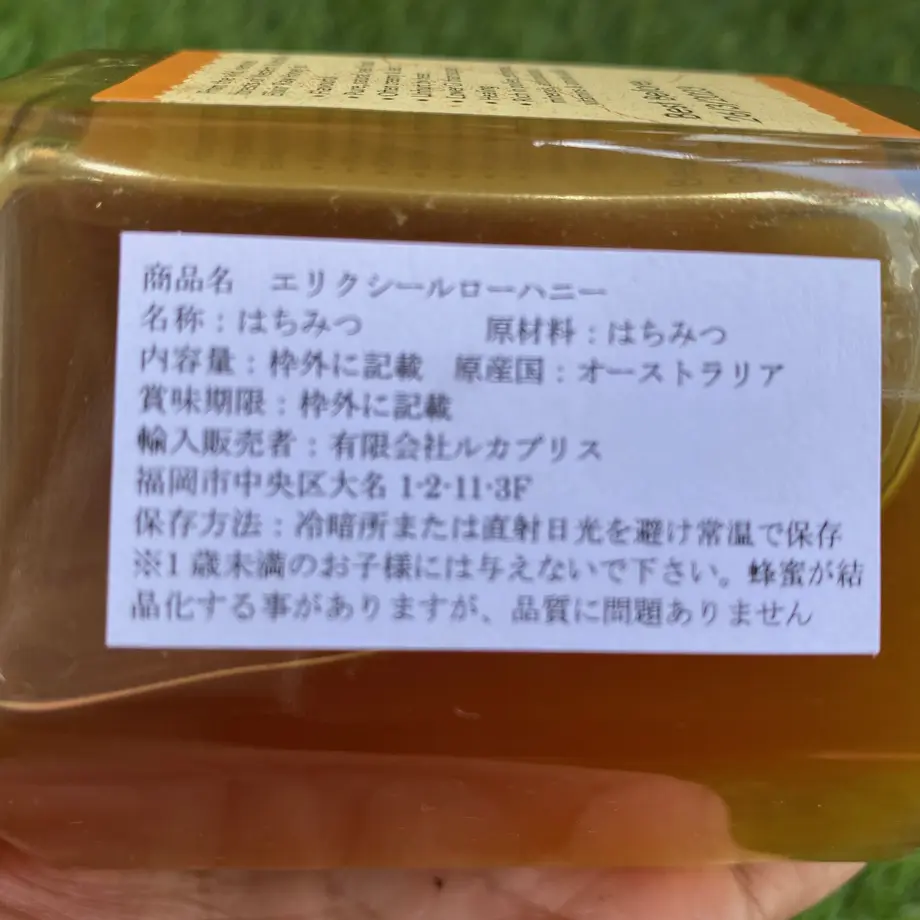 商品名　エリクシールローハニー
名称：はちみつ　原材料：はちみつ
内容量：枠外に記載　原産国：オーストラリア
賞味期限：枠外に記載
輸入販売者：有限会社ルカプリス
福岡市中央区大名 1-2-11-3F
保存方法：冷暗所または直射日光を避け常温で保存
※1 歳未満のお子様には与えないで下さい。蜂蜜が結
晶化する事がありますが、品質に問題ありません
Best Before